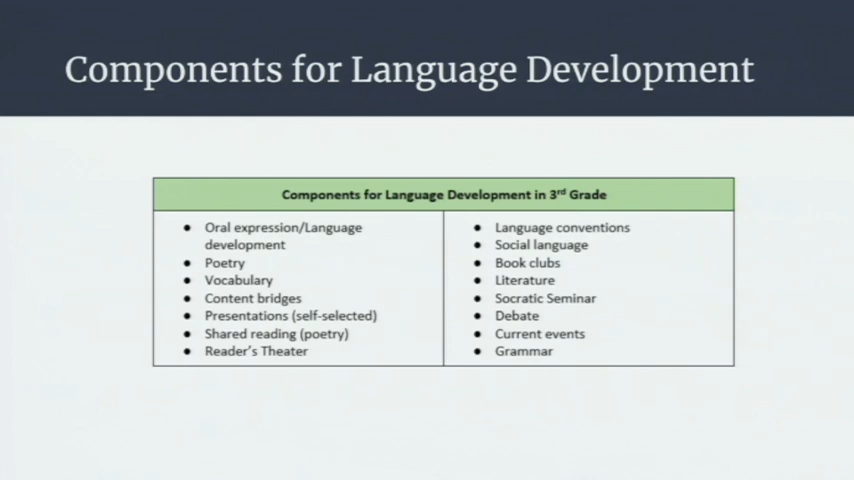 Components for Language Development
Components for Language Development in 3rd Grade
● Oral expression/Language
development
● Poetry
● Vocabulary
● Content bridges
● Presentations (self-selected)
● Shared reading (poetry)
● Reader's Theater
● Language conventions
● Social language
● Book clubs
● Literature
● Socratic Seminar
● Debate
● Current events
● Grammar